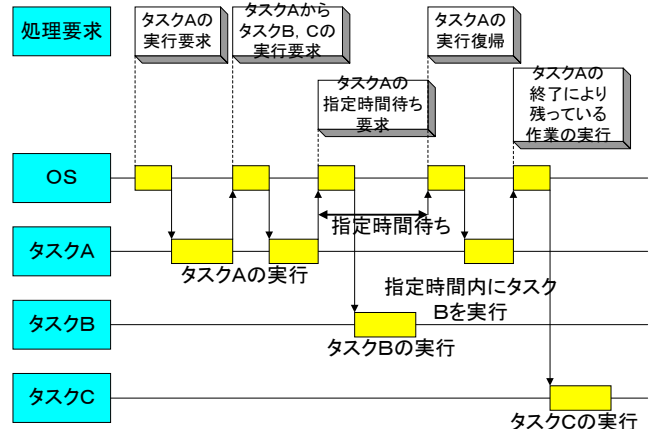 処理要求
タスクAの
実行要求
タスクAから
タスクB, Cの
実行要求
タスクAの
指定時間待ち
要求
タスクAの
実行復帰
タスクAの
終了により
残っている
作業の実行
OS
指定時間待ち
タスクA
タスクAの実行
指定時間内にタスク
Bを実行
タスクB
タスクBの実行
タスクC
タスクCの実行